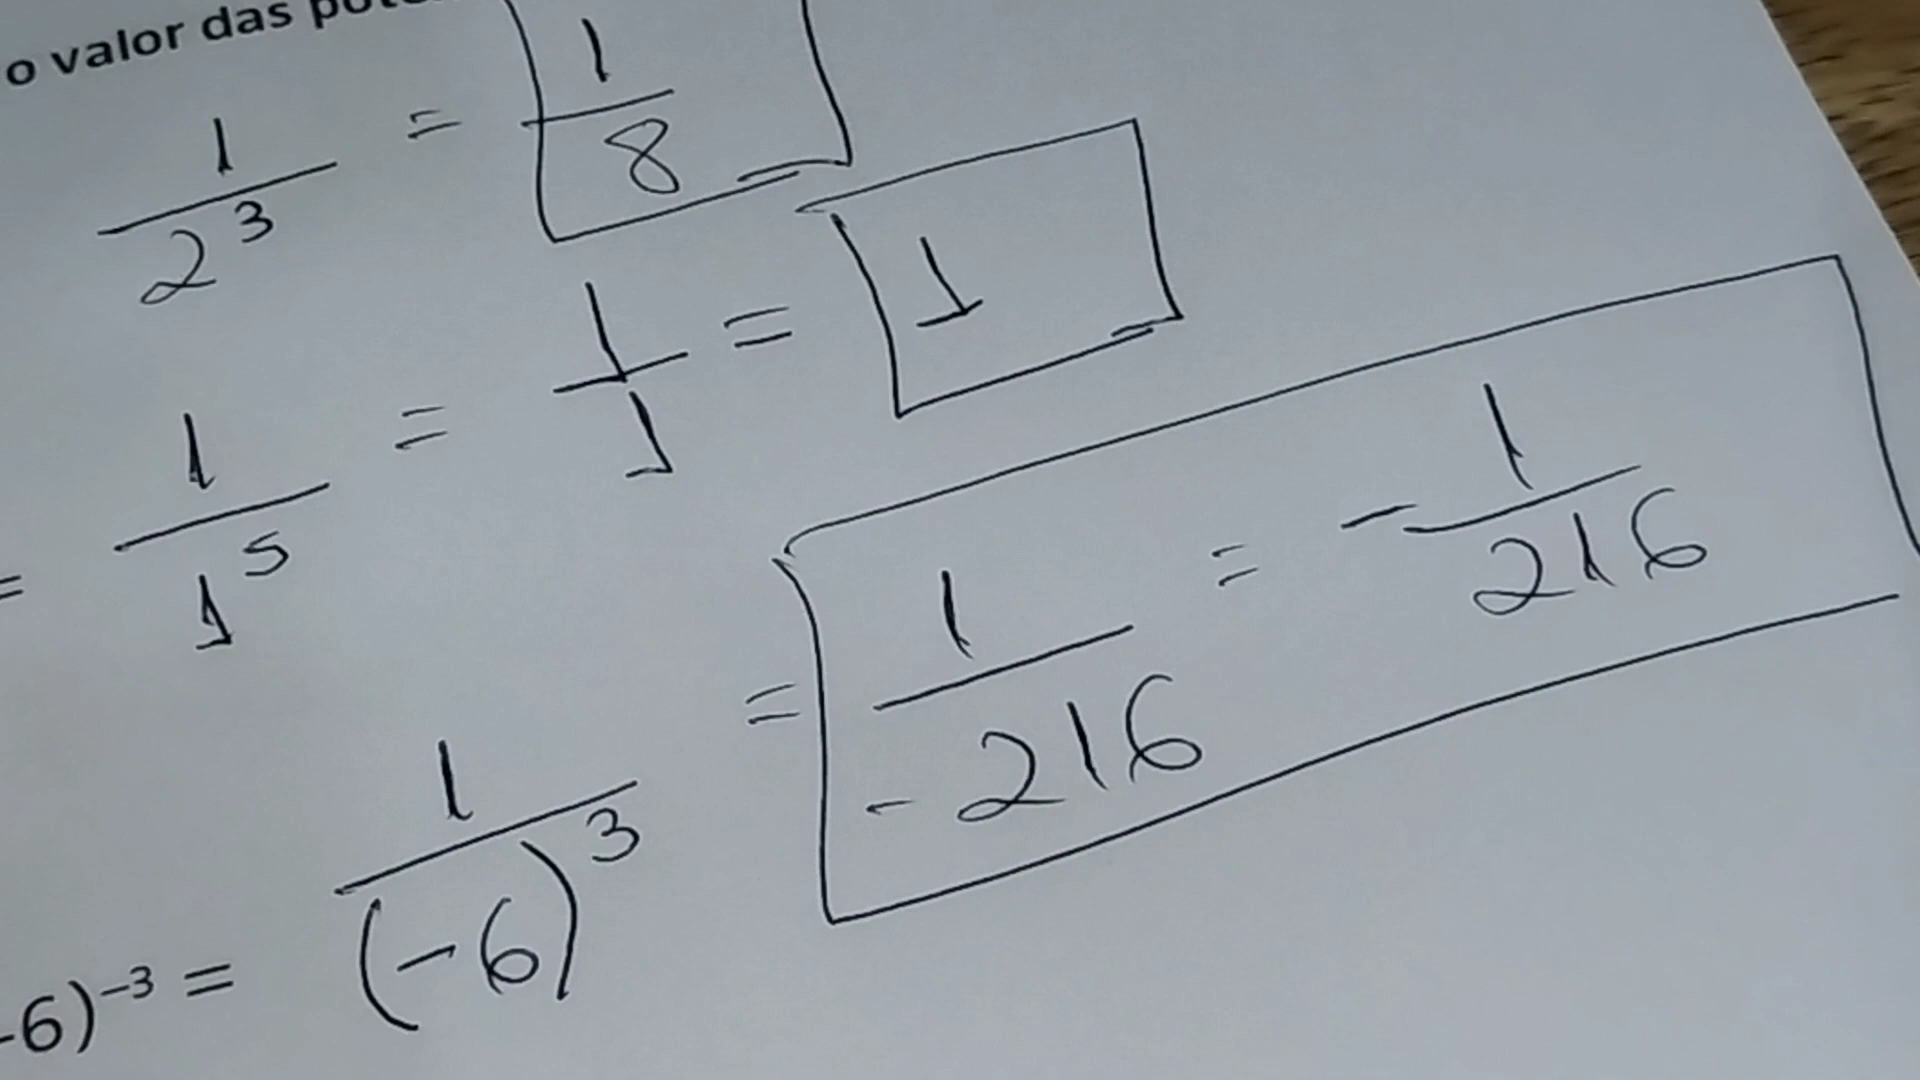 o valor das
1/2³ = 1/8
= 1/1⁵ = 1/1 = 1
-6)⁻³ = 1/(-6)³ = 1/-216 = -1/216